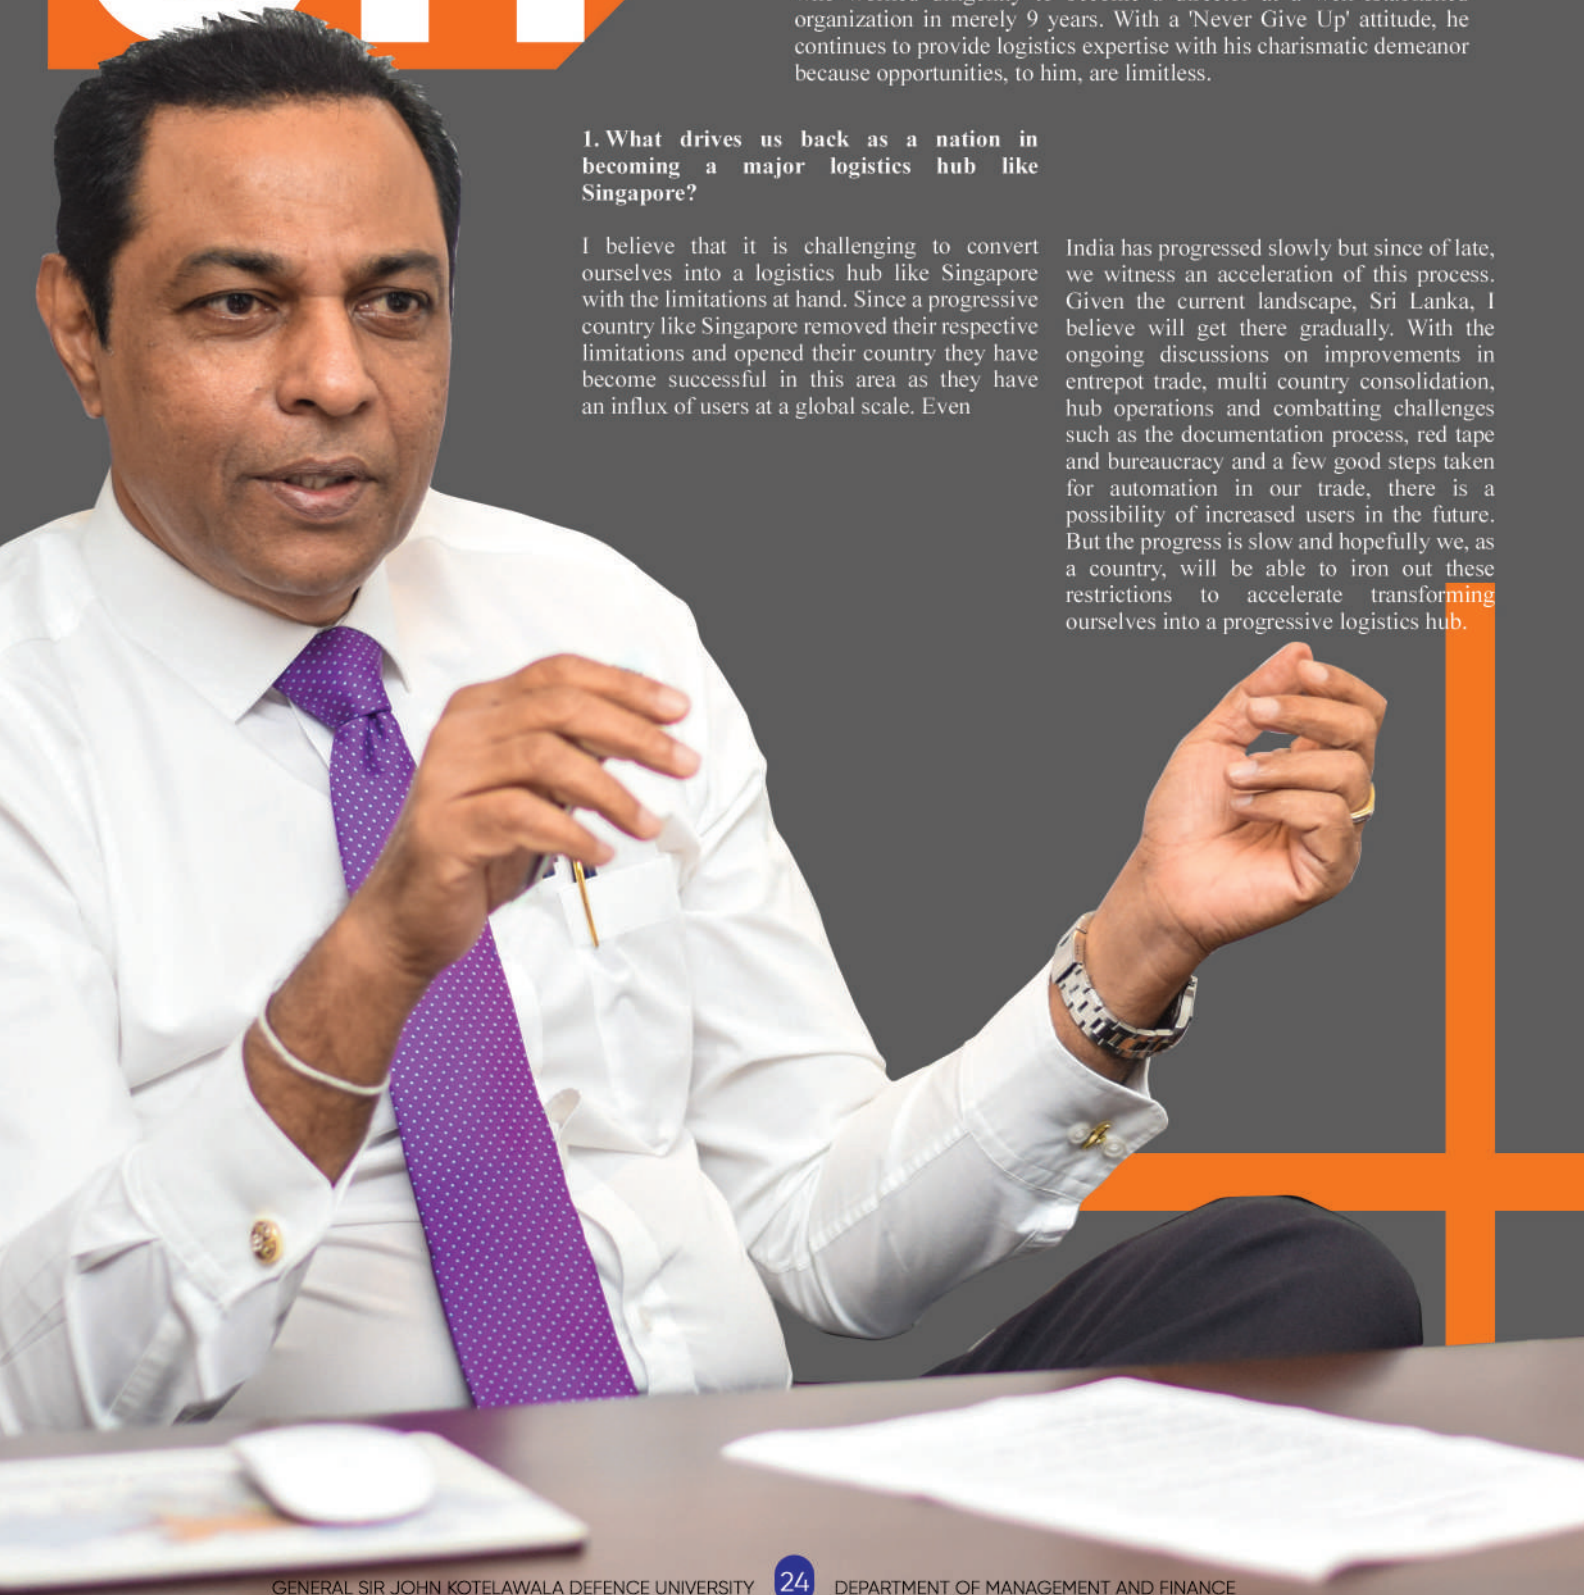 organization in merely 9 years. With a 'Never Give Up' attitude, he
continues to provide logistics expertise with his charismatic demeanor
because opportunities, to him, are limitless.
1. What drives us back as a nation in
becoming a major logistics hub like
Singapore?
I believe that it is challenging to convert
ourselves into a logistics hub like Singapore
with the limitations at hand. Since a progressive
country like Singapore removed their respective
limitations and opened their country they have
become successful in this area as they have
an influx of users at a global scale. Even
India has progressed slowly but since of late,
we witness an acceleration of this process.
Given the current landscape, Sri Lanka, I
believe will get there gradually. With the
ongoing discussions on improvements in
entrepot trade, multi country consolidation,
hub operations and combatting challenges
such as the documentation process, red tape
and bureaucracy and a few good steps taken
for automation in our trade, there is a
possibility of increased users in the future.
But the progress is slow and hopefully we, as
a country, will be able to iron out these
restrictions to accelerate transforming
ourselves into a progressive logistics hub.
GENERAL SIR JOHN KOTELAWALA DEFENCE UNIVERSITY 24 DEPARTMENT OF MANAGEMENT AND FINANCE